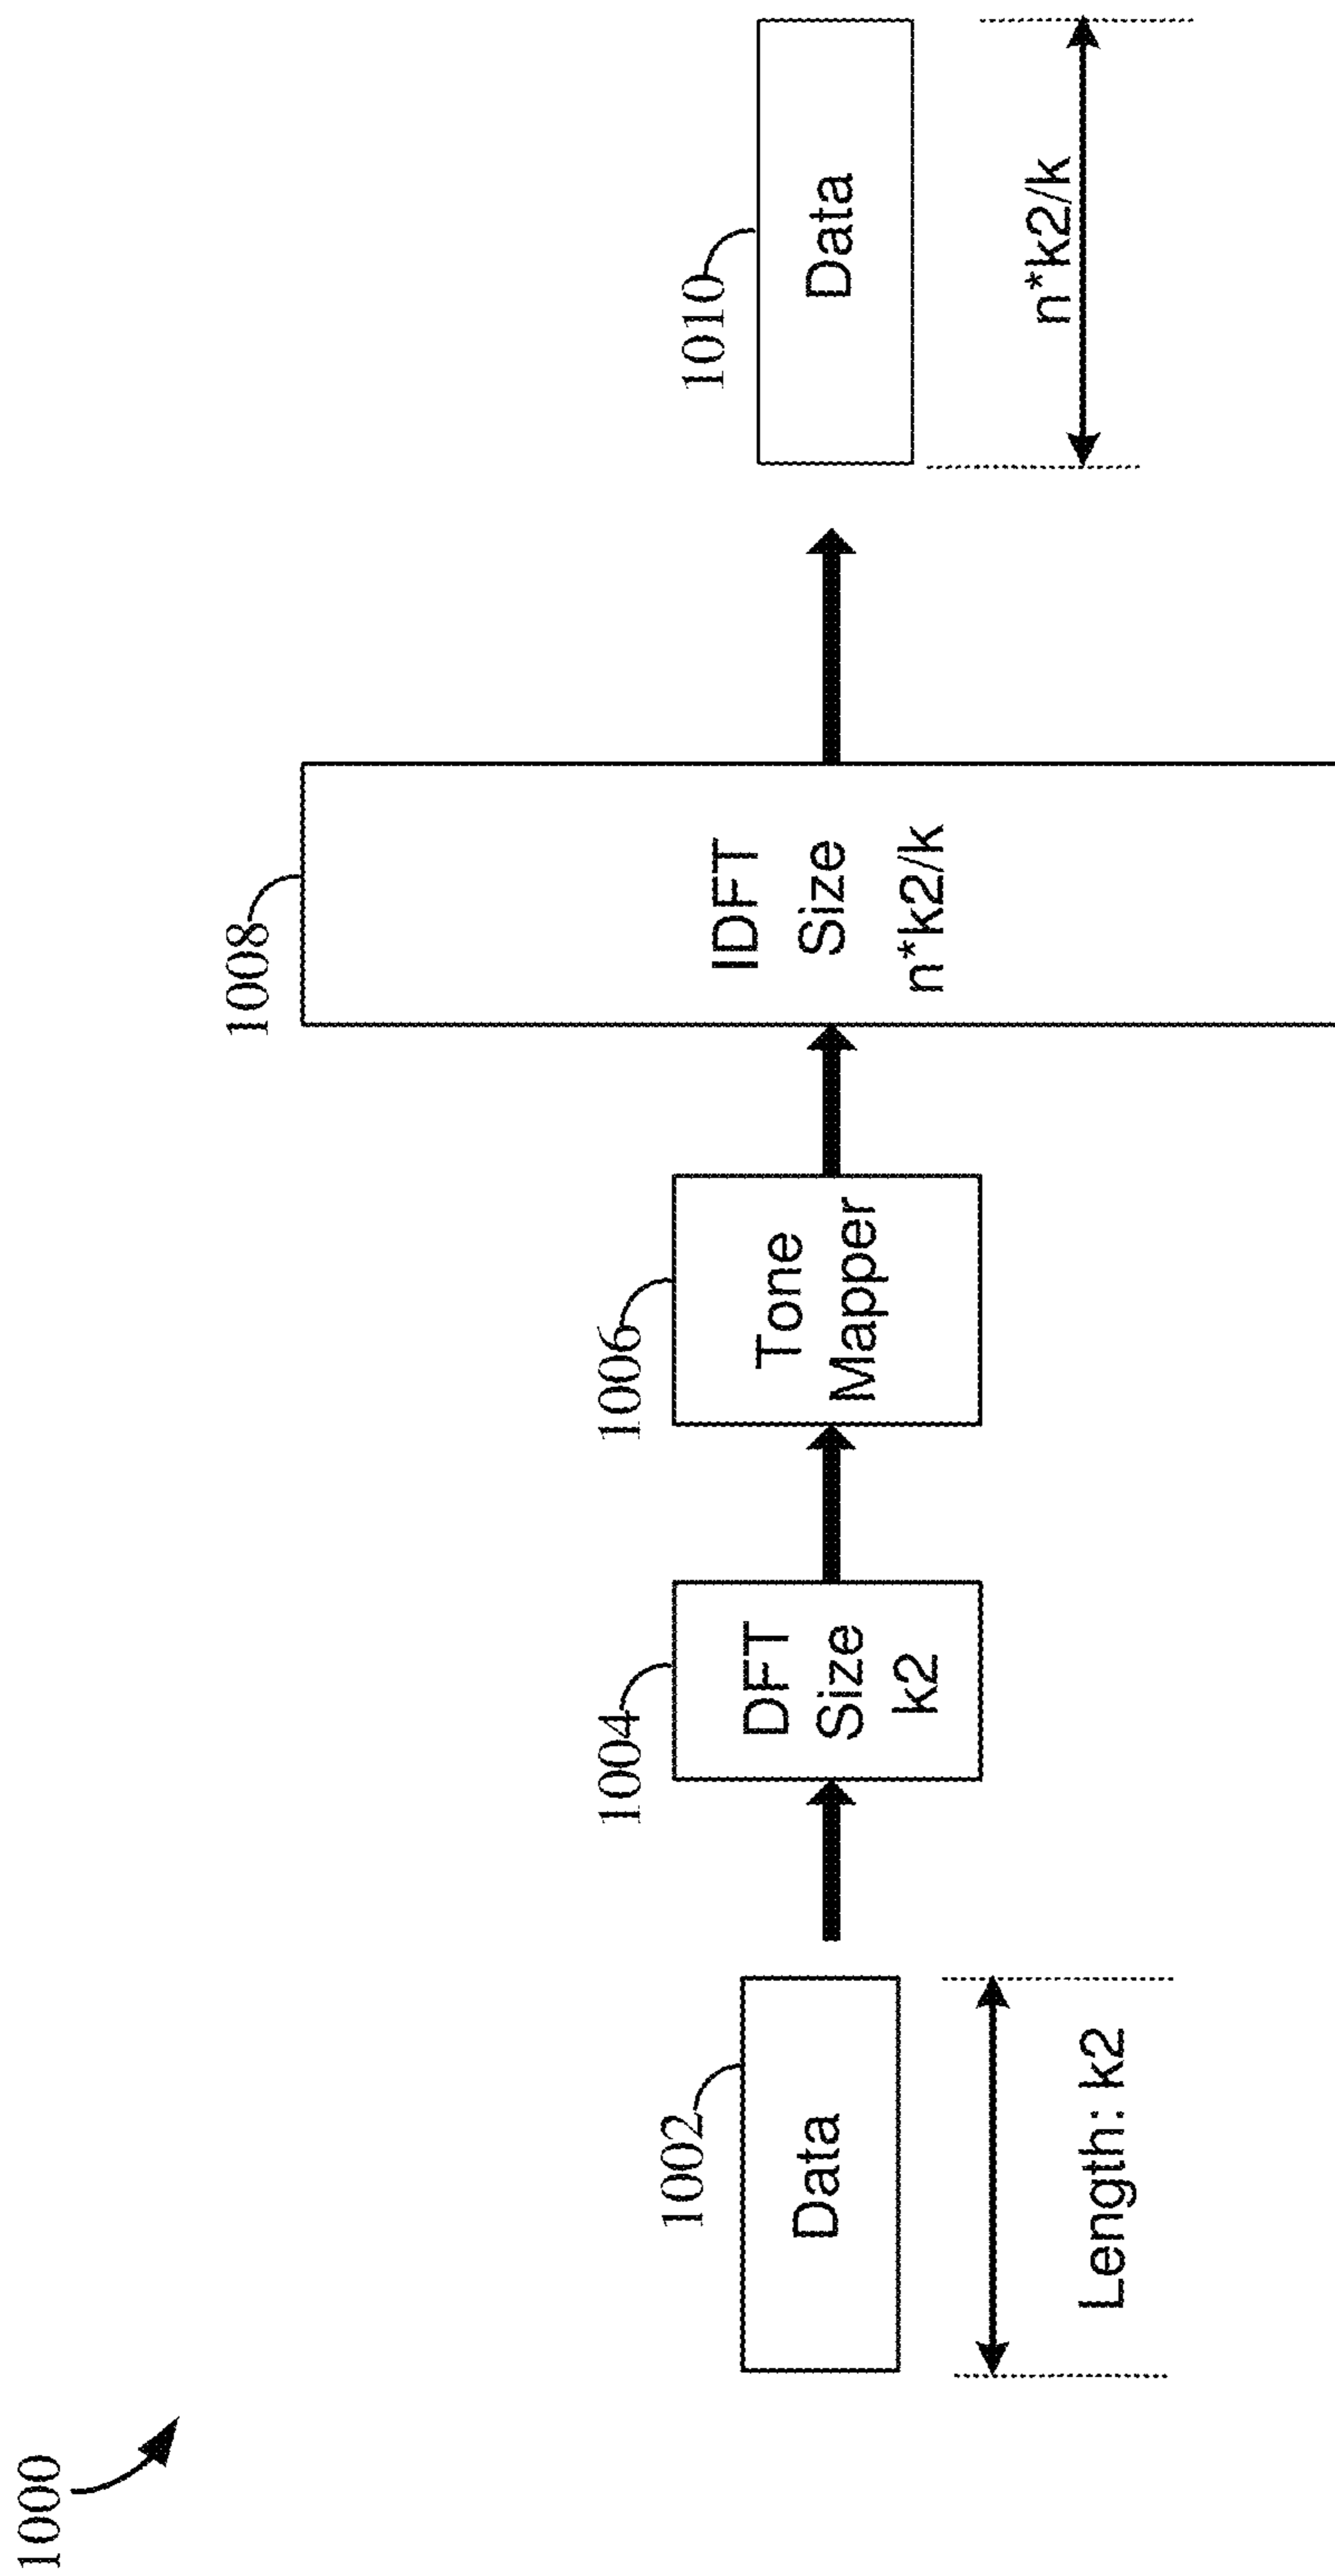 1000
1002
Data
Length: k2
1004
DFT
Size
k2
1006
Tone
Mapper
1008
IDFT
Size
n*k2/k
1010
Data
n*k2/k